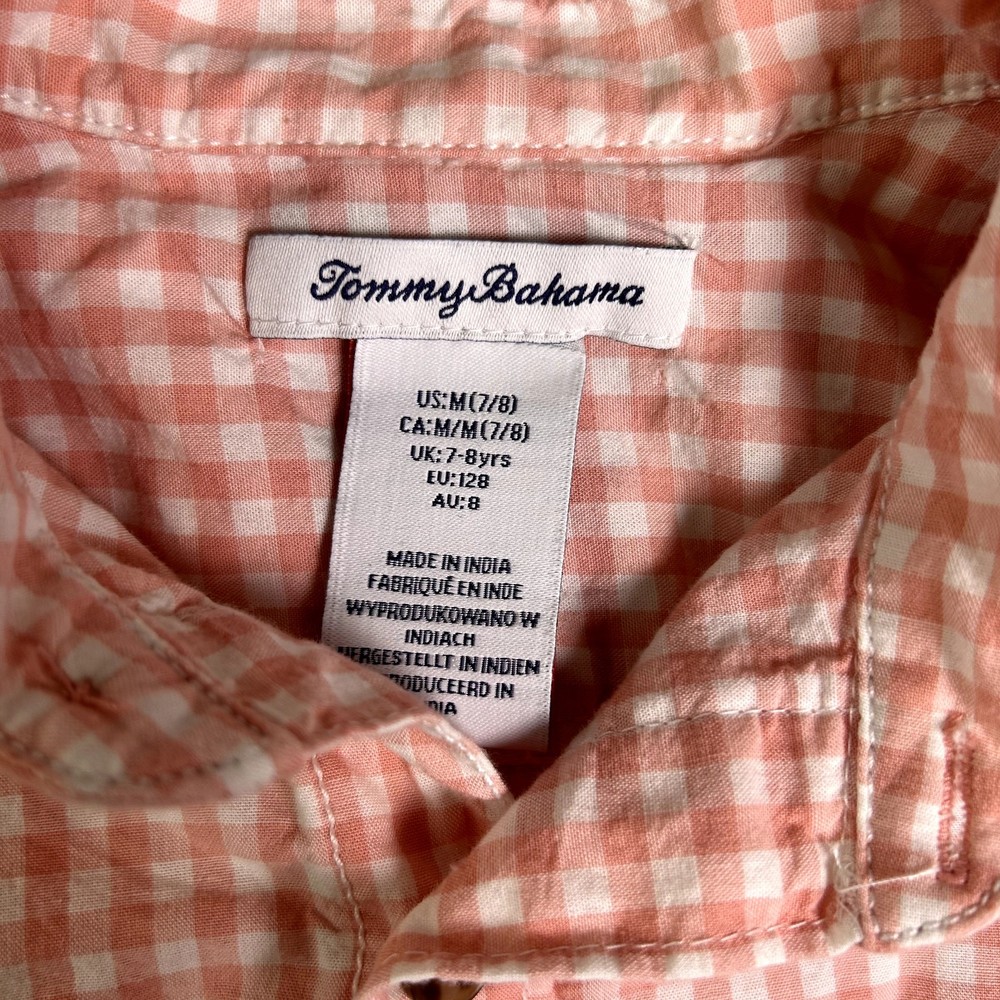 Tommy Bahama
US:M(7/8)
CA:M/M(7/8)
UK:7-8yrs
EU:128
AU:8
MADE IN INDIA
FABRIQUÉ EN INDE
WYPRODUKOWANO W
INDIACH
HERGESTELLT IN INDIEN
IN